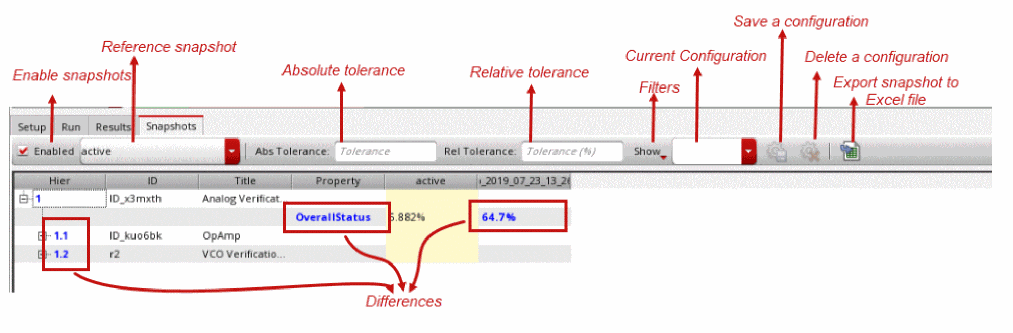 Save a configuration
Reference snapshot
Enable snapshots
Absolute tolerance
Relative tolerance
Current Configuration
Delete a configuration
Filters
Export snapshot to
Excel file
Setup Run Results Snapshots
Enabled active Abs Tolerance: Tolerance Rel Tolerance: Tolerance (%) Show
Hier ID Title Property active _2019_07_23_13_26
1 ID_x3mxth Analog Verificat...
OverallStatus 5.882% 64.7%
1.1 ID_kuo6bk OpAmp
1.2 r2 VCO Verificatio...
Differences